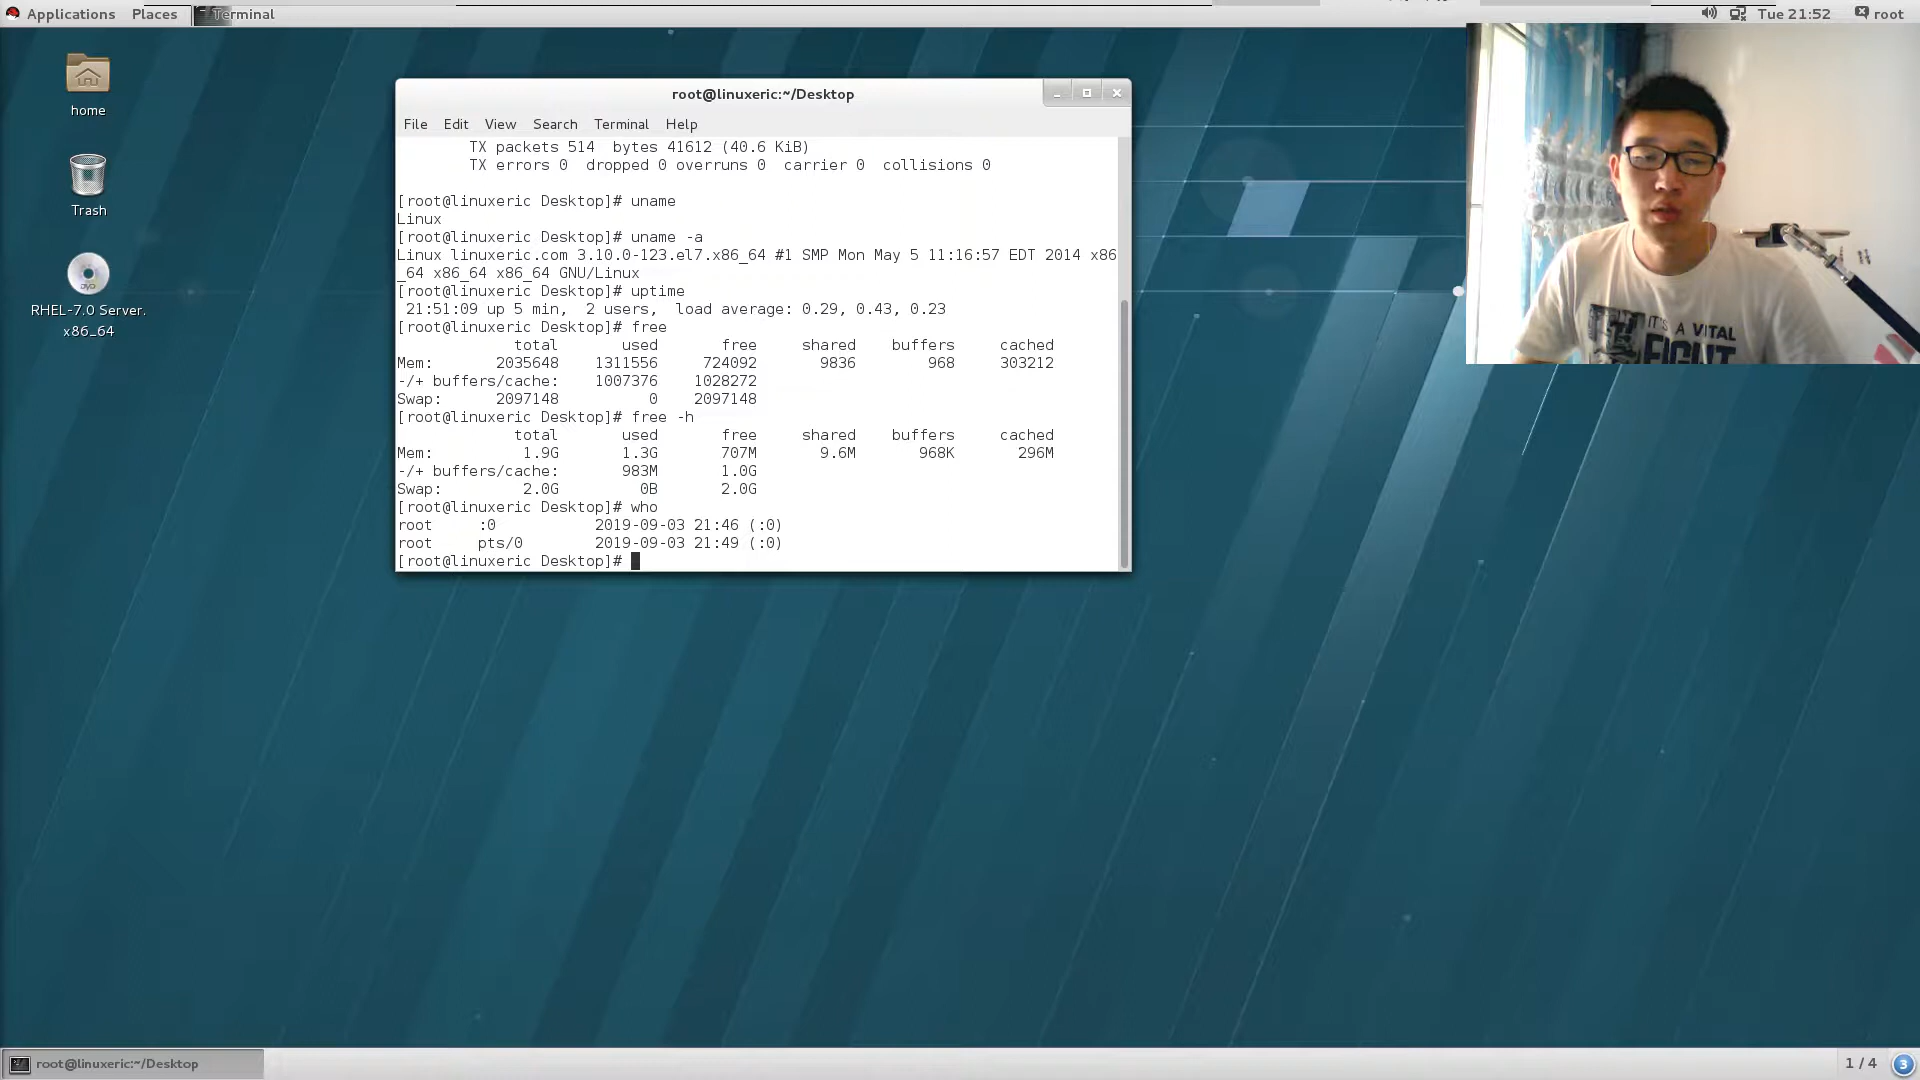 Applications Places Terminal Tue 21:52 root
home
Trash
DVD
RHEL-7.0 Server.
x86_64
root@linuxeric:~/Desktop
File Edit View Search Terminal Help
TX packets 514  bytes 41612 (40.6 KiB)
TX errors 0  dropped 0 overruns 0  carrier 0  collisions 0
[root@linuxeric Desktop]# uname
Linux
[root@linuxeric Desktop]# uname -a
Linux linuxeric.com 3.10.0-123.el7.x86_64 #1 SMP Mon May 5 11:16:57 EDT 2014 x86
_64 x86_64 x86_64 GNU/Linux
[root@linuxeric Desktop]# uptime
21:51:09 up 5 min,  2 users,  load average: 0.29, 0.43, 0.23
[root@linuxeric Desktop]# free
total used free shared buffers cached
Mem: 2035648 1311556 724092 9836 968 303212
-/+ buffers/cache: 1007376 1028272
Swap: 2097148 0 2097148
[root@linuxeric Desktop]# free -h
total used free shared buffers cached
Mem: 1.9G 1.3G 707M 9.6M 968K 296M
-/+ buffers/cache: 983M 1.0G
Swap: 2.0G 0B 2.0G
[root@linuxeric Desktop]# who
root :0 2019-09-03 21:46 (:0)
root pts/0 2019-09-03 21:49 (:0)
[root@linuxeric Desktop]#
IT'S A VITAL
FIGHT
root@linuxeric:~/Desktop
1 / 4
3